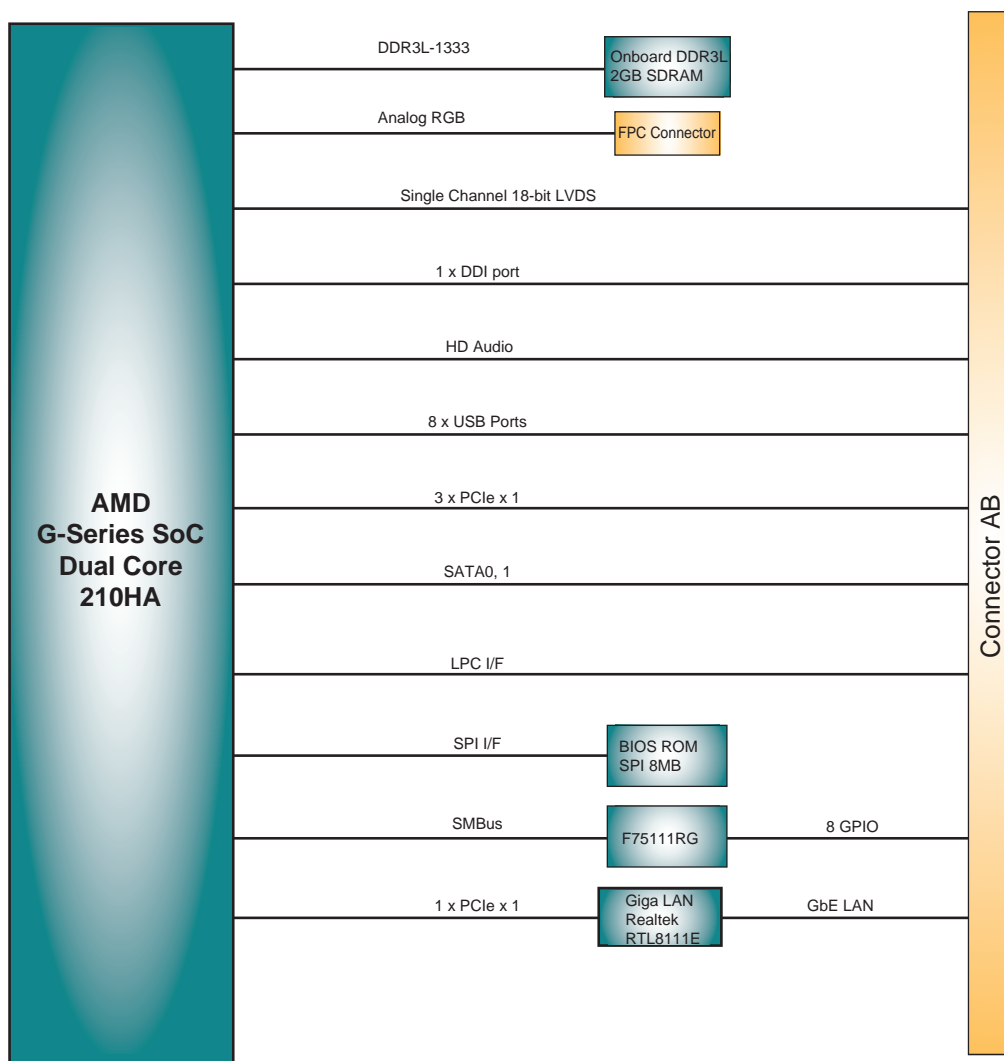 DDR3L-1333
Onboard DDR3L
2GB SDRAM
Analog RGB
FPC Connector
Single Channel 18-bit LVDS
1 x DDI port
HD Audio
8 x USB Ports
3 x PCIe x 1
AMD
G-Series SoC
Dual Core
210HA
Connector AB
SATA0, 1
LPC I/F
SPI I/F
BIOS ROM
SPI 8MB
SMBus
F75111RG
8 GPIO
1 x PCIe x 1
Giga LAN
Realtek
RTL8111E
GbE LAN